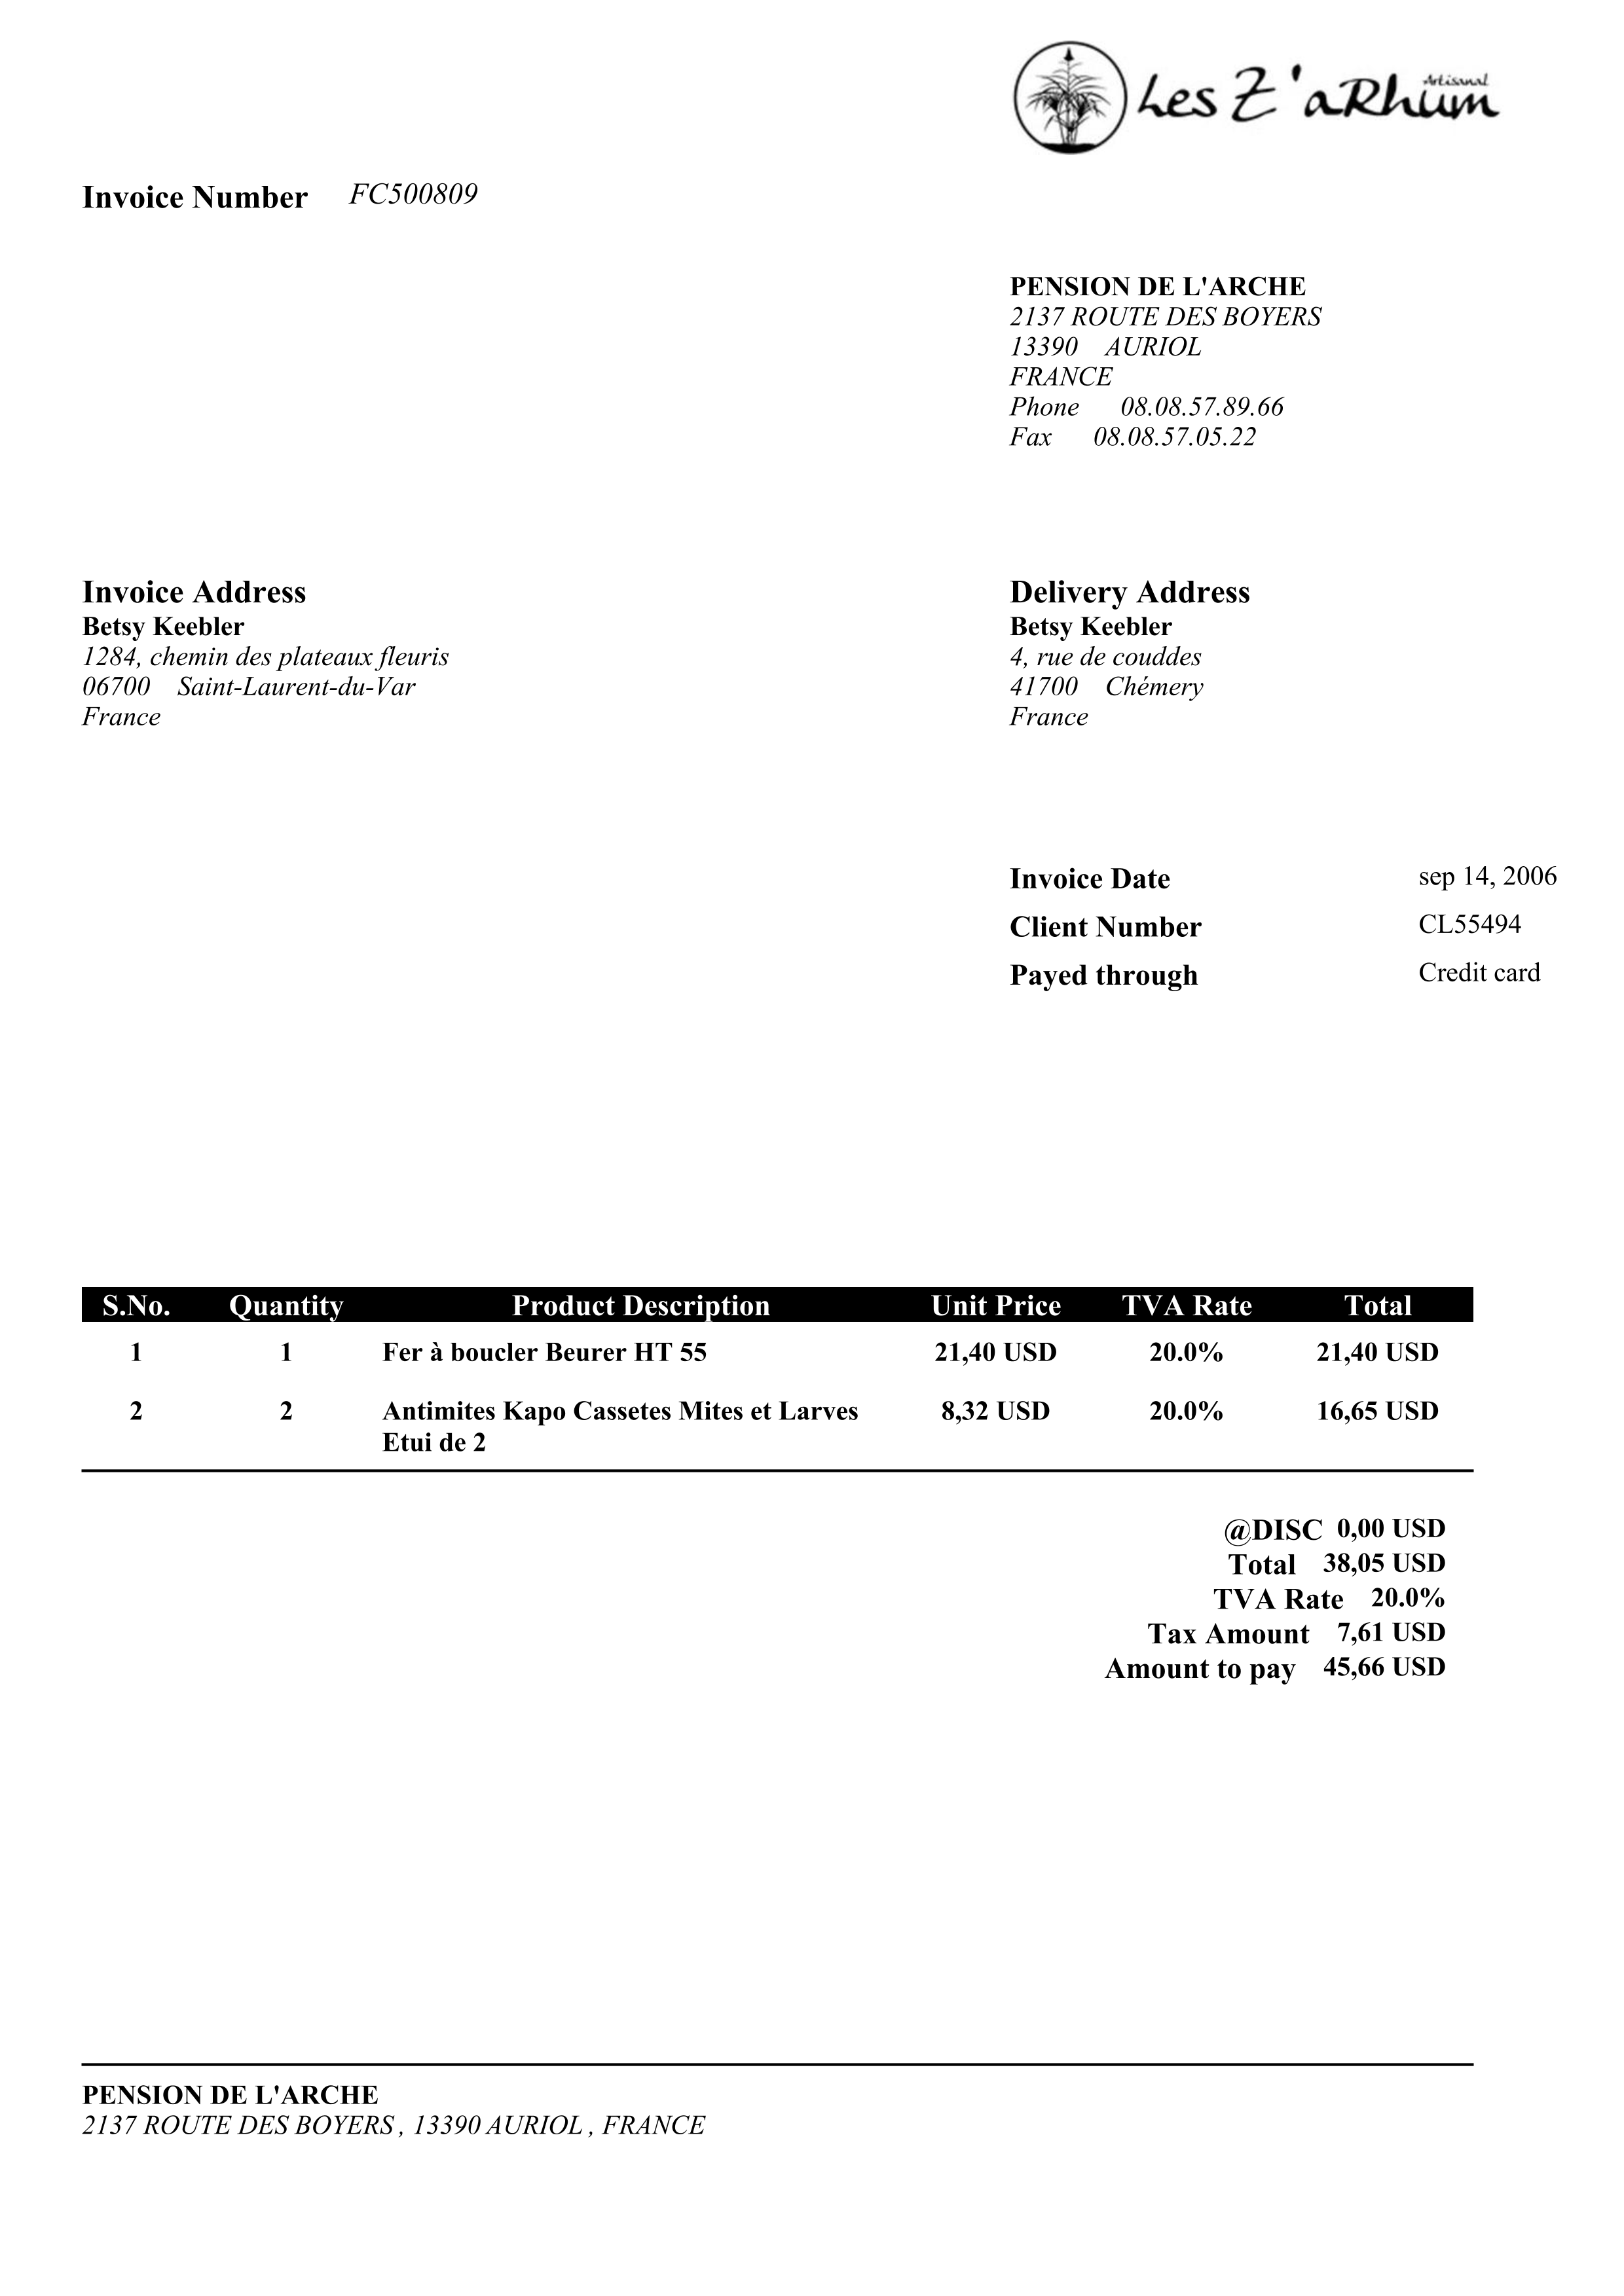 Les Z'aRhum
Artisanal
Invoice Number FC500809
PENSION DE L'ARCHE
2137 ROUTE DES BOYERS
13390 AURIOL
FRANCE
Phone 08.08.57.89.66
Fax 08.08.57.05.22
Invoice Address
Betsy Keebler
1284, chemin des plateaux fleuris
06700 Saint-Laurent-du-Var
France
Delivery Address
Betsy Keebler
4, rue de couddes
41700 Chémery
France
Invoice Date sep 14, 2006
Client Number CL55494
Payed through Credit card
S.No. Quantity Product Description Unit Price TVA Rate Total
1 1 Fer à boucler Beurer HT 55 21,40 USD 20.0% 21,40 USD
2 2 Antimites Kapo Cassetes Mites et Larves 8,32 USD 20.0% 16,65 USD
Etui de 2
@DISC 0,00 USD
Total 38,05 USD
TVA Rate 20.0%
Tax Amount 7,61 USD
Amount to pay 45,66 USD
PENSION DE L'ARCHE
2137 ROUTE DES BOYERS , 13390 AURIOL , FRANCE